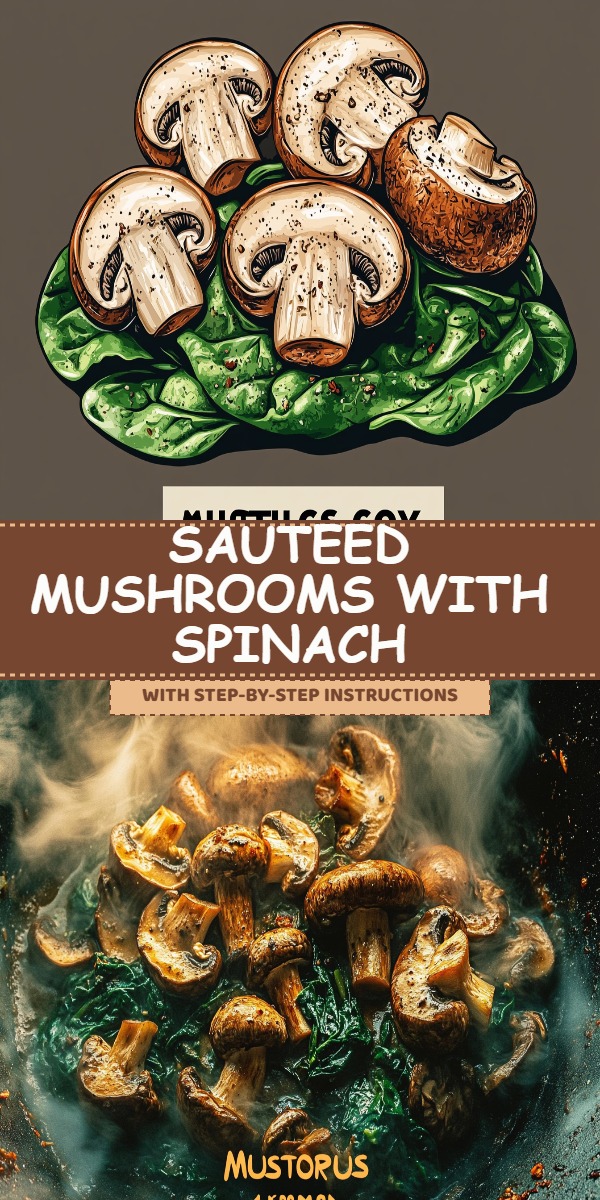 SAUTEED
MUSHROOMS WITH
SPINACH
WITH STEP-BY-STEP INSTRUCTIONS
MUSTORUS